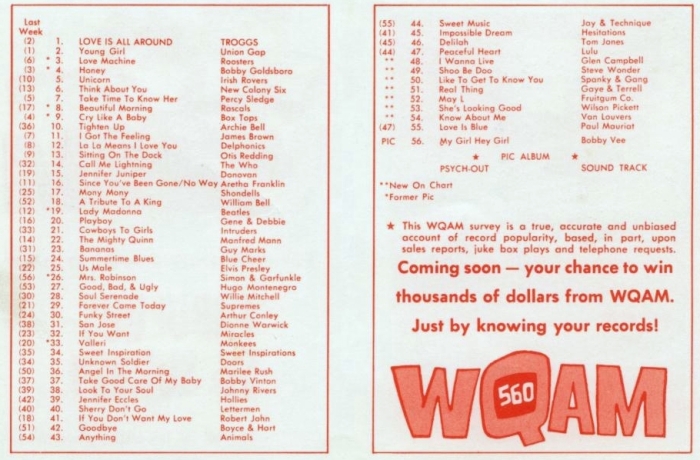 Last
Week
(2) 1. LOVE IS ALL AROUND TROGGS
(1) 2. Young Girl Union Gap
(6) * 3. Love Machine Roosters
(3) * 4. Honey Bobby Goldsboro
(10) 5. Unicorn Irish Rovers
(13) 6. Think About You New Colony Six
(5) 7. Take Time To Know Her Percy Sledge
(17) * 8. Beautiful Morning Rascals
(4) * 9. Cry Like A Baby Box Tops
(36) 10. Tighten Up Archie Bell
(7) 11. I Got The Feeling James Brown
(8) 12. La La Means I Love You Delphonics
(9) 13. Sitting On The Dock Otis Redding
(32) 14. Call Me Lightning The Who
(19) 15. Jennifer Juniper Donovan
(11) 16. Since You've Been Gone/No Way Aretha Franklin
(25) 17. Mony Mony Shondells
(52) 18. A Tribute To A King William Bell
(12) *19. Lady Madonna Beatles
(16) 20. Playboy Gene & Debbie
(33) 21. Cowboys To Girls Intruders
(14) 22. The Mighty Quinn Manfred Mann
(31) 23. Bananas Guy Marks
(15) 24. Summertime Blues Blue Cheer
(22) 25. Us Male Elvis Presley
(56) *26. Mrs. Robinson Simon & Garfunkle
(53) 27. Good, Bad, & Ugly Hugo Montenegro
(30) 28. Soul Serenade Willie Mitchell
(21) 29. Forever Came Today Supremes
(24) 30. Funky Street Arthur Conley
(38) 31. San Jose Dionne Warwick
(23) 32. If You Want Miracles
(20) *33. Valleri Monkees
(35) 34. Sweet Inspiration Sweet Inspirations
(34) 35. Unknown Soldier Doors
(50) 36. Angel In The Morning Marilee Rush
(37) 37. Take Good Care Of My Baby Bobby Vinton
(39) 38. Look To Your Soul Johnny Rivers
(42) 39. Jennifer Eccles Hollies
(40) 40. Sherry Don't Go Lettermen
(18) 41. If You Don't Want My Love Robert John
(51) 42. Goodbye Boyce & Hart
(54) 43. Anything Animals
(55) 44. Sweet Music Jay & Technique
(41) 45. Impossible Dream Hesitations
(45) 46. Delilah Tom Jones
(44) 47. Peaceful Heart Lulu
** 48. I Wanna Live Glen Campbell
** 49. Shoo Be Doo Steve Wonder
** 50. Like To Get To Know You Spanky & Gang
** 51. Real Thing Gaye & Terrell
** 52. May I Fruitgum Co.
** 53. She's Looking Good Wilson Pickett
** 54. Know About Me Van Louvers
(47) 55. Love Is Blue Paul Mauriat
PIC 56. My Girl Hey Girl Bobby Vee
★ PIC ALBUM ★
PSYCH-OUT SOUND TRACK
**New On Chart
*Former Pic
★ This WQAM survey is a true, accurate and unbiased
account of record popularity, based, in part, upon
sales reports, juke box plays and telephone requests.
Coming soon — your chance to win
thousands of dollars from WQAM.
Just by knowing your records!
WQAM
560